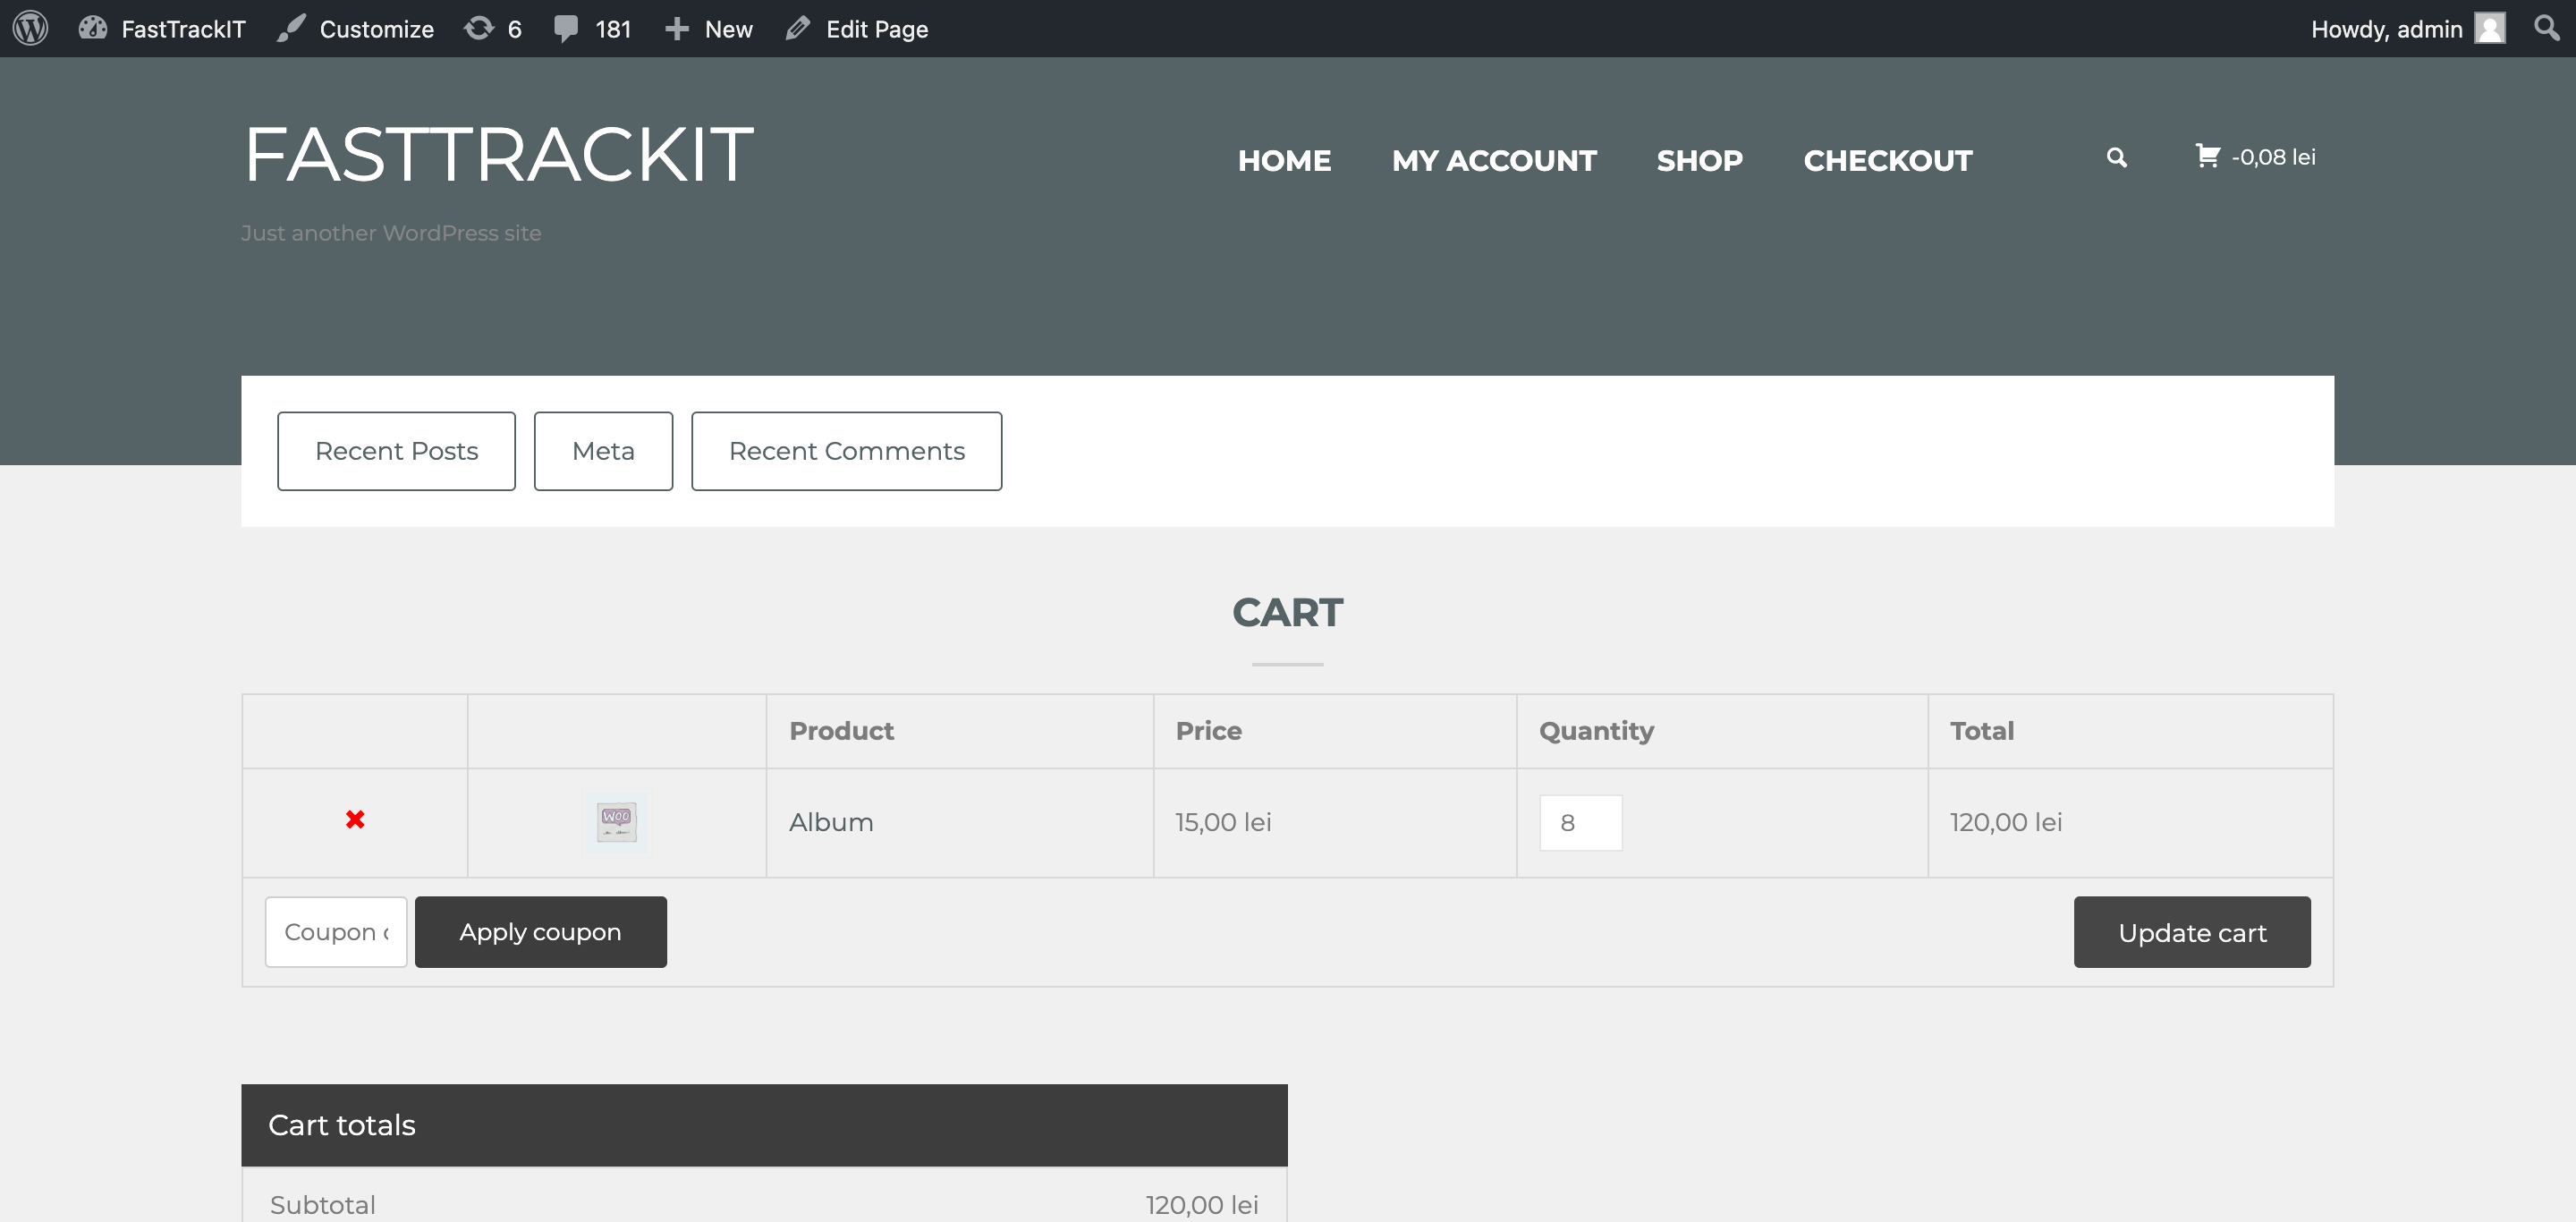 FastTrackIT Customize 6 181 New Edit Page Howdy, admin
FASTTRACKIT
HOME MY ACCOUNT SHOP CHECKOUT -0,08 lei
Just another WordPress site
Recent Posts Meta Recent Comments
CART
Product Price Quantity Total
WOO Album 15,00 lei 8 120,00 lei
Coupon Apply coupon Update cart
Cart totals
Subtotal 120,00 lei